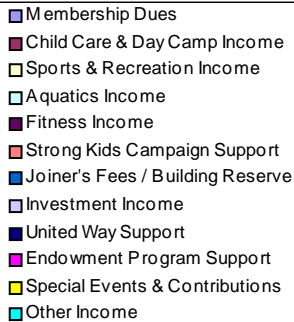 Membership Dues
Child Care & Day Camp Income
Sports & Recreation Income
Aquatics Income
Fitness Income
Strong Kids Campaign Support
Joiner's Fees / Building Reserve
Investment Income
United Way Support
Endowment Program Support
Special Events & Contributions
Other Income